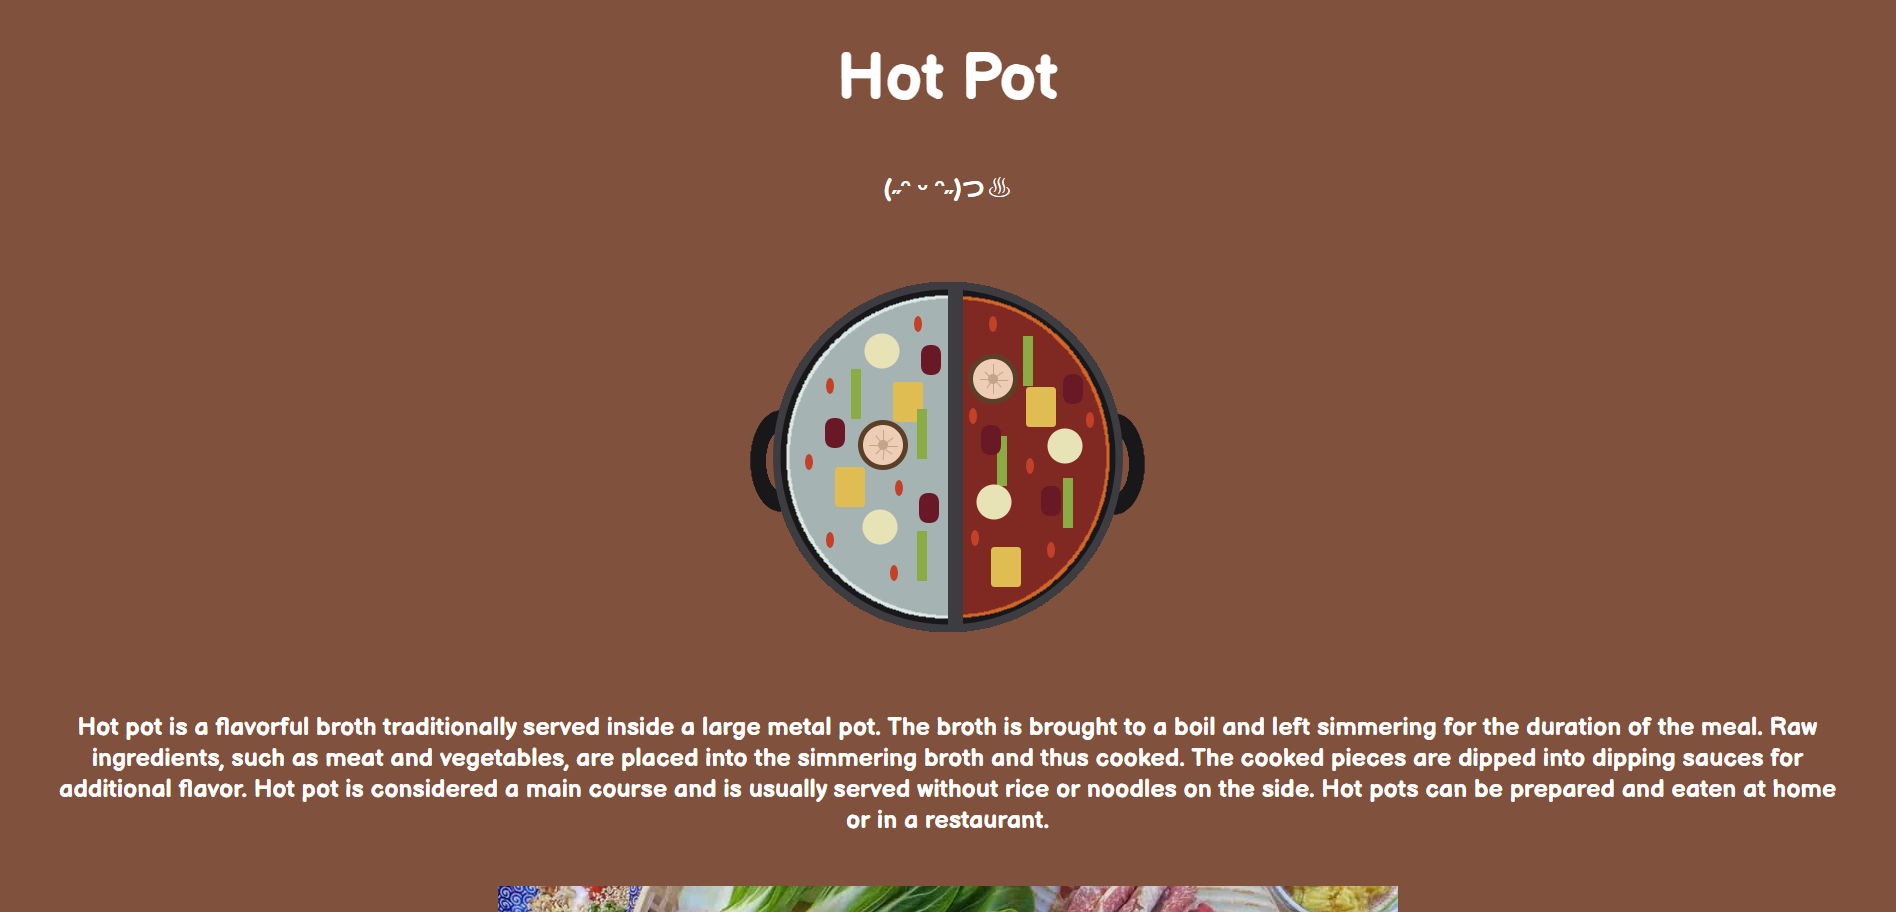 Hot Pot
(˶ᵔ ᵕ ᵔ˶)つ♨
Hot pot is a flavorful broth traditionally served inside a large metal pot. The broth is brought to a boil and left simmering for the duration of the meal. Raw
ingredients, such as meat and vegetables, are placed into the simmering broth and thus cooked. The cooked pieces are dipped into dipping sauces for
additional flavor. Hot pot is considered a main course and is usually served without rice or noodles on the side. Hot pots can be prepared and eaten at home
or in a restaurant.